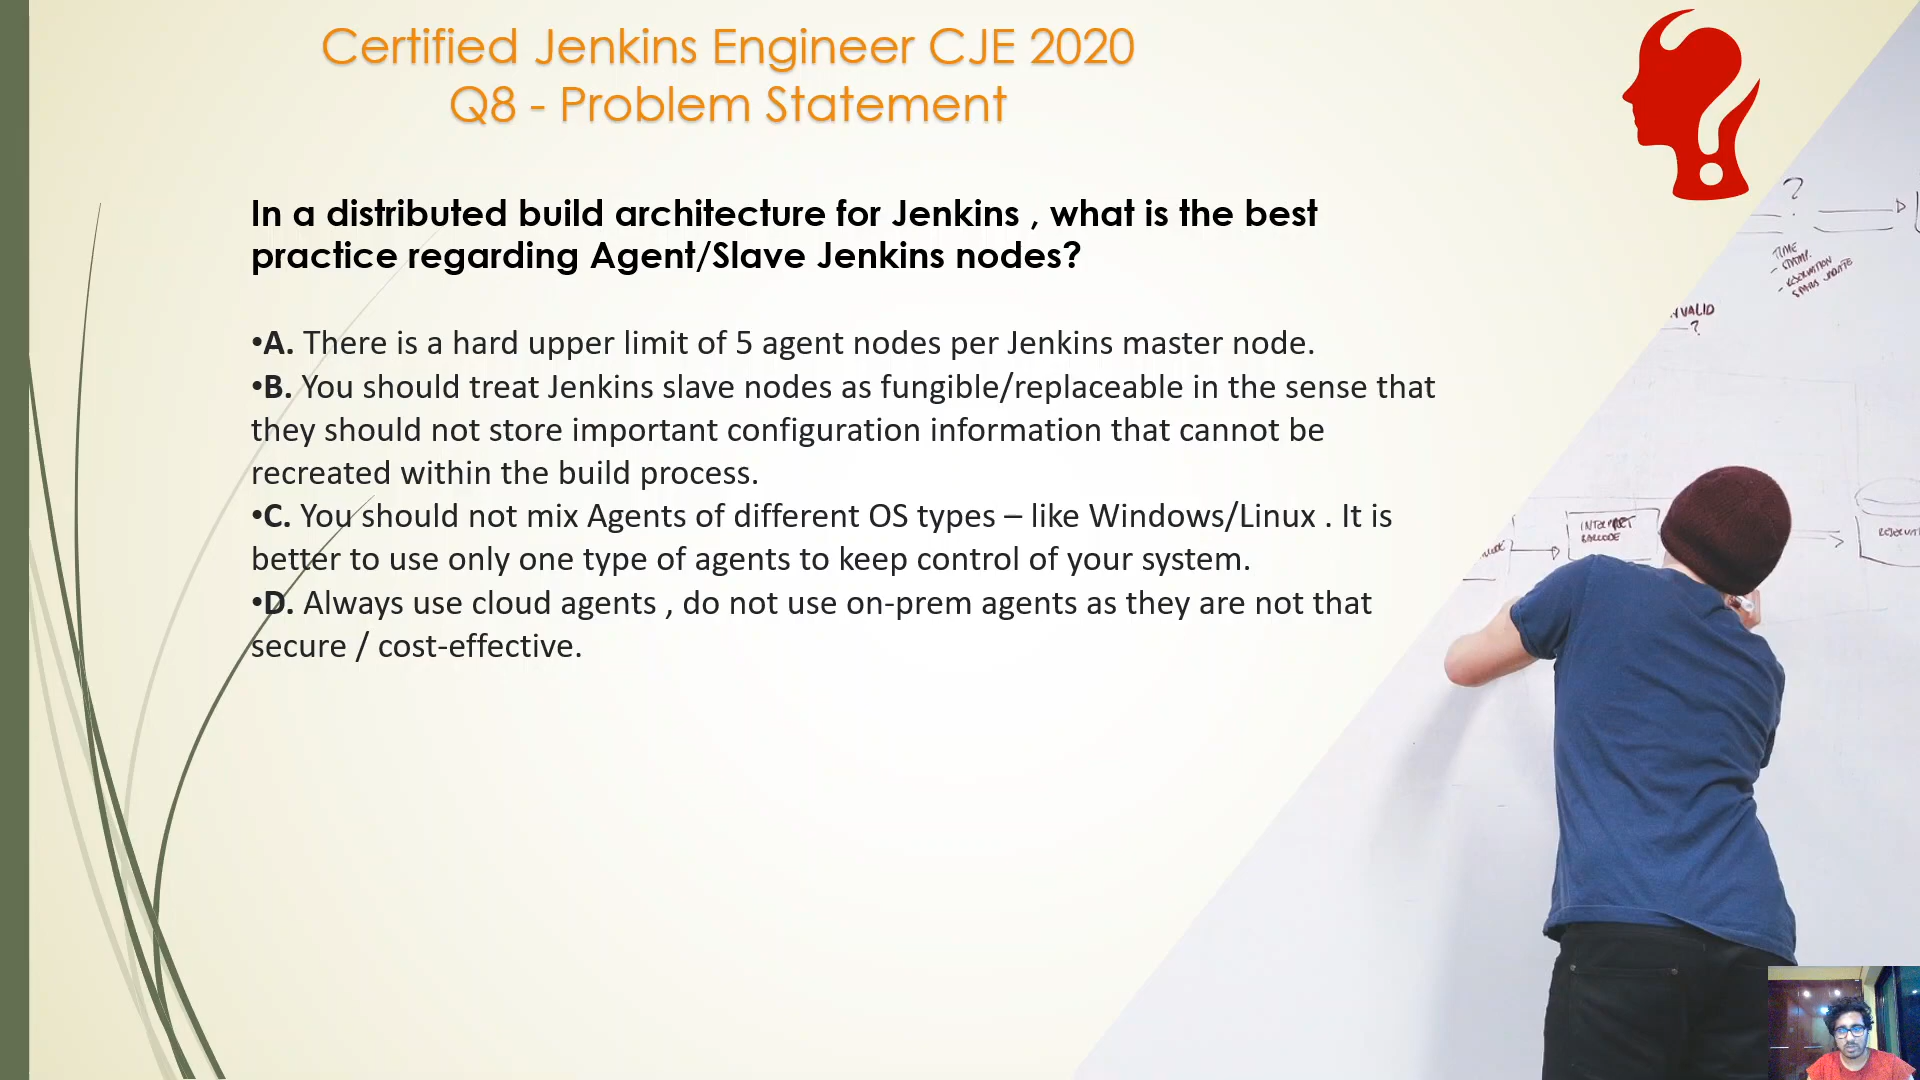 Certified Jenkins Engineer CJE 2020
Q8 - Problem Statement
In a distributed build architecture for Jenkins , what is the best
practice regarding Agent/Slave Jenkins nodes?
•A. There is a hard upper limit of 5 agent nodes per Jenkins master node.
•B. You should treat Jenkins slave nodes as fungible/replaceable in the sense that
they should not store important configuration information that cannot be
recreated within the build process.
•C. You should not mix Agents of different OS types – like Windows/Linux . It is
better to use only one type of agents to keep control of your system.
•D. Always use cloud agents , do not use on-prem agents as they are not that
secure / cost-effective.
?
TIME
VALID
?
INTERPRET
BARCODE